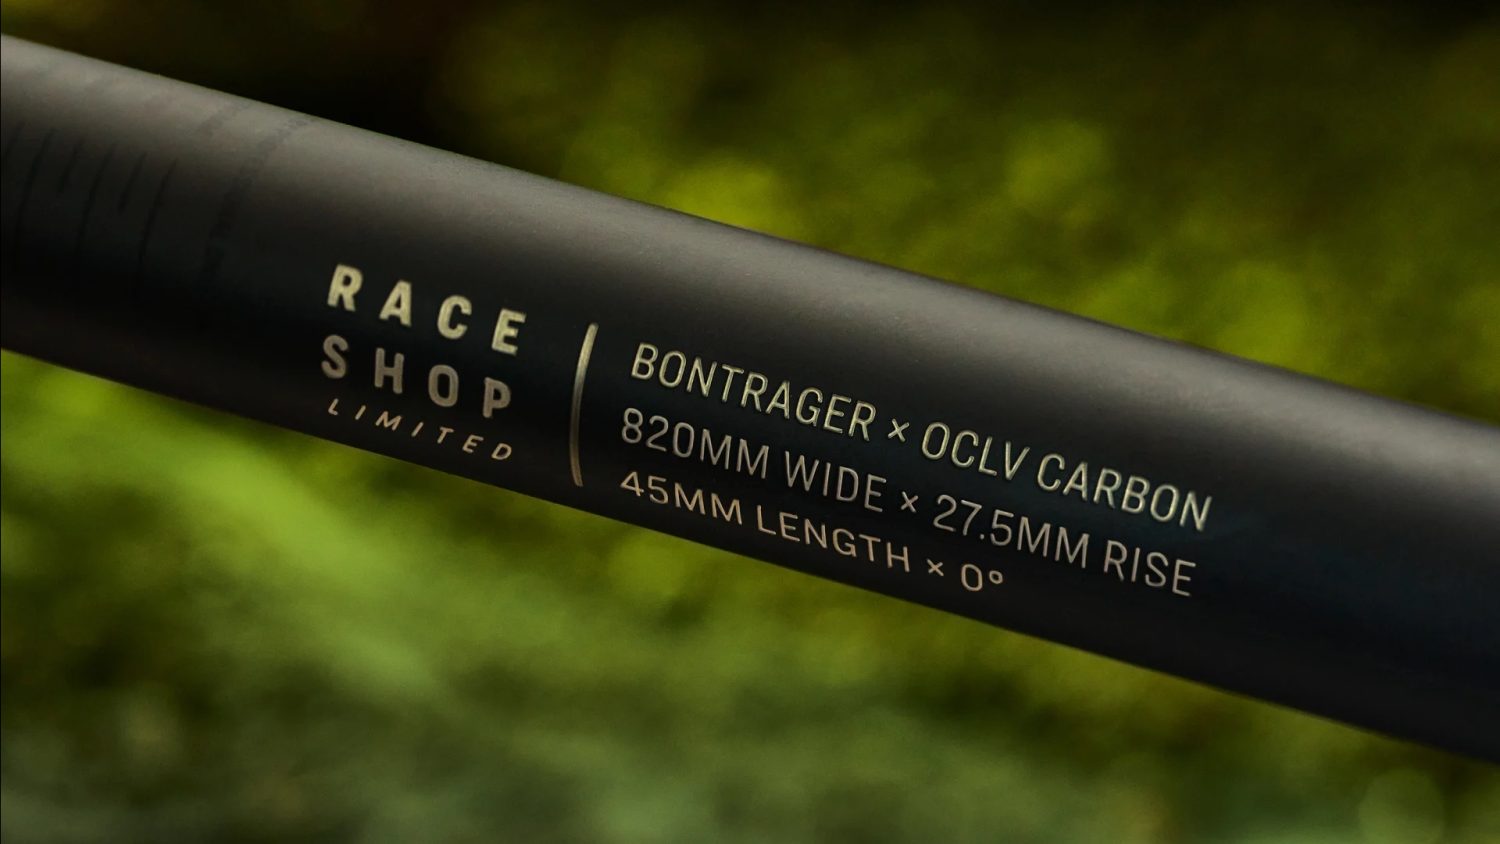 RACE
SHOP
LIMITED
BONTRAGER × OCLV CARBON
820MM WIDE × 27.5MM RISE
45MM LENGTH × 0°